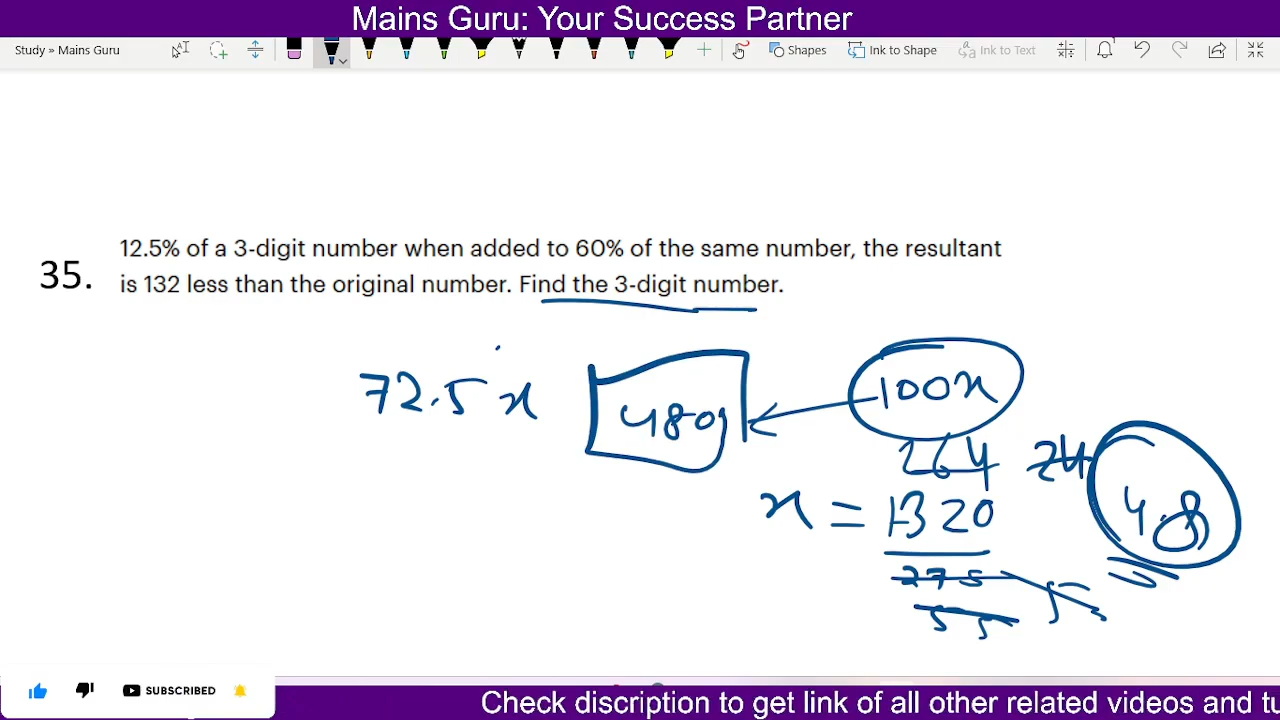 Mains Guru: Your Success Partner
Study » Mains Guru
Shapes
Ink to Shape
Ink to Text
35.
12.5% of a 3-digit number when added to 60% of the same number, the resultant
is 132 less than the original number. Find the 3-digit number.
72.5x
480
100x
264
24
x = 1320
4.8
275
55
5
SUBSCRIBED
Check discription to get link of all other related videos and tu